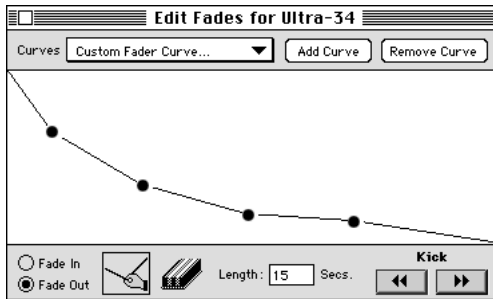 Edit Fades for Ultra-34
Curves Custom Fader Curve... Add Curve Remove Curve
Kick
Fade In
Length: 15 Secs.
Fade Out